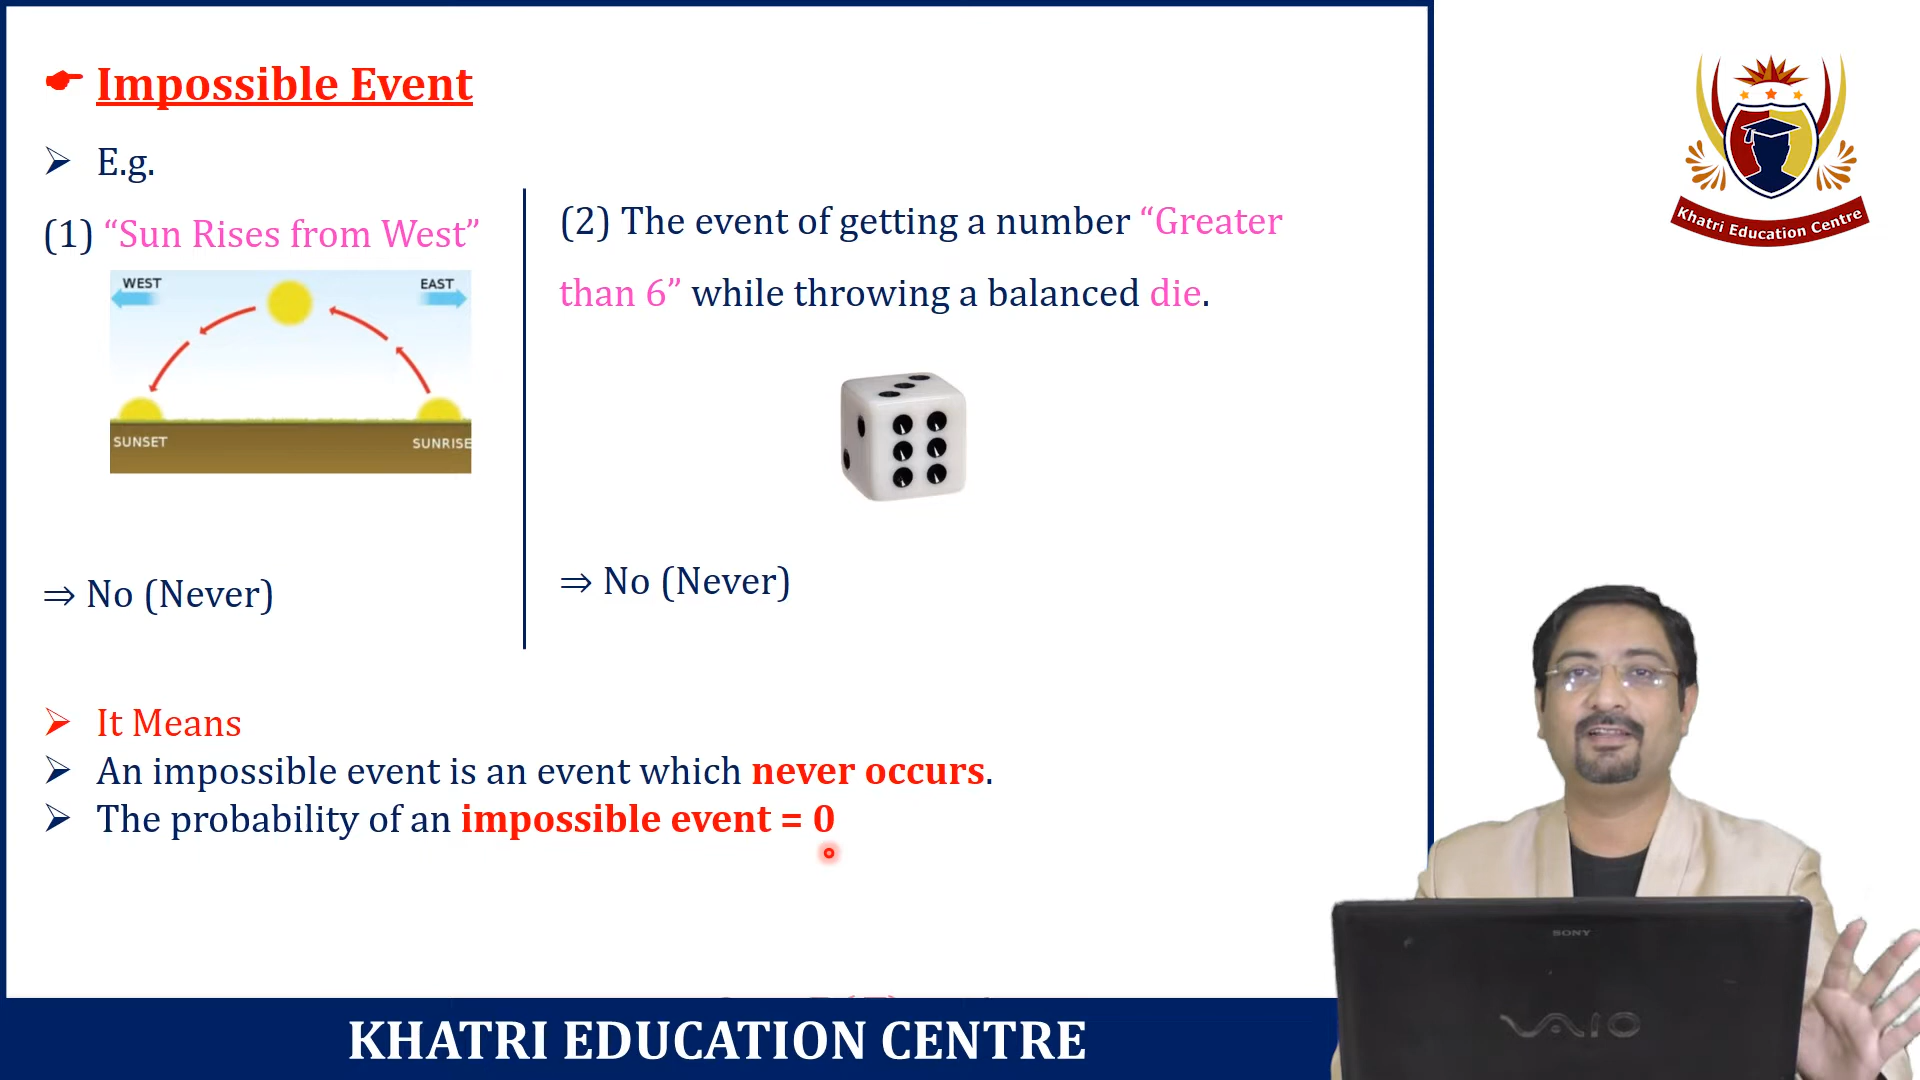 Impossible Event
E.g.
(1) “Sun Rises from West”
WEST
EAST
SUNSET
SUNRISE
⇒ No (Never)
(2) The event of getting a number “Greater
than 6” while throwing a balanced die.
⇒ No (Never)
It Means
An impossible event is an event which never occurs.
The probability of an impossible event = 0
KHATRI EDUCATION CENTRE
Khatri Education Centre
SONY
VAIO